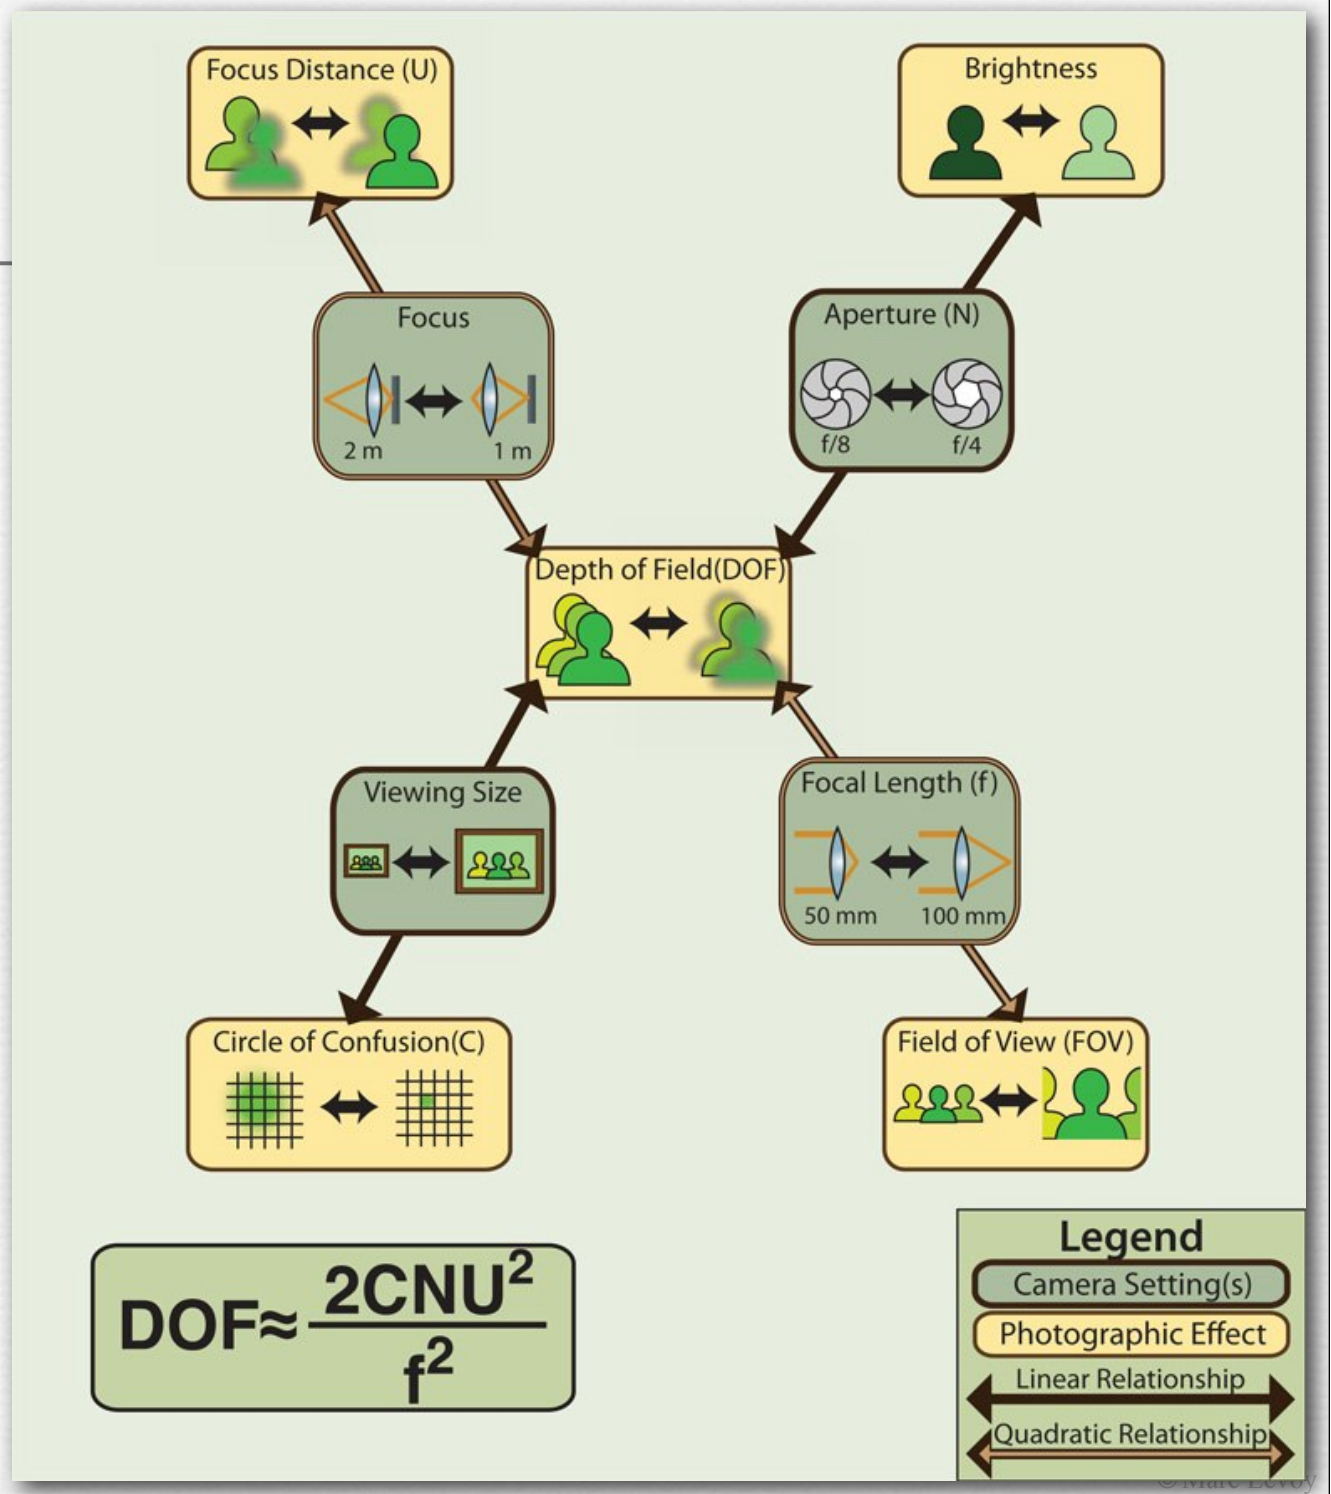 Focus Distance (U)
Brightness
Focus
2 m
1 m
Aperture (N)
f/8
f/4
Depth of Field(DOF)
Viewing Size
Focal Length (f)
50 mm
100 mm
Circle of Confusion(C)
Field of View (FOV)
DOF≈ 2CNU²
f²
Legend
Camera Setting(s)
Photographic Effect
Linear Relationship
Quadratic Relationship
© Marc Levoy